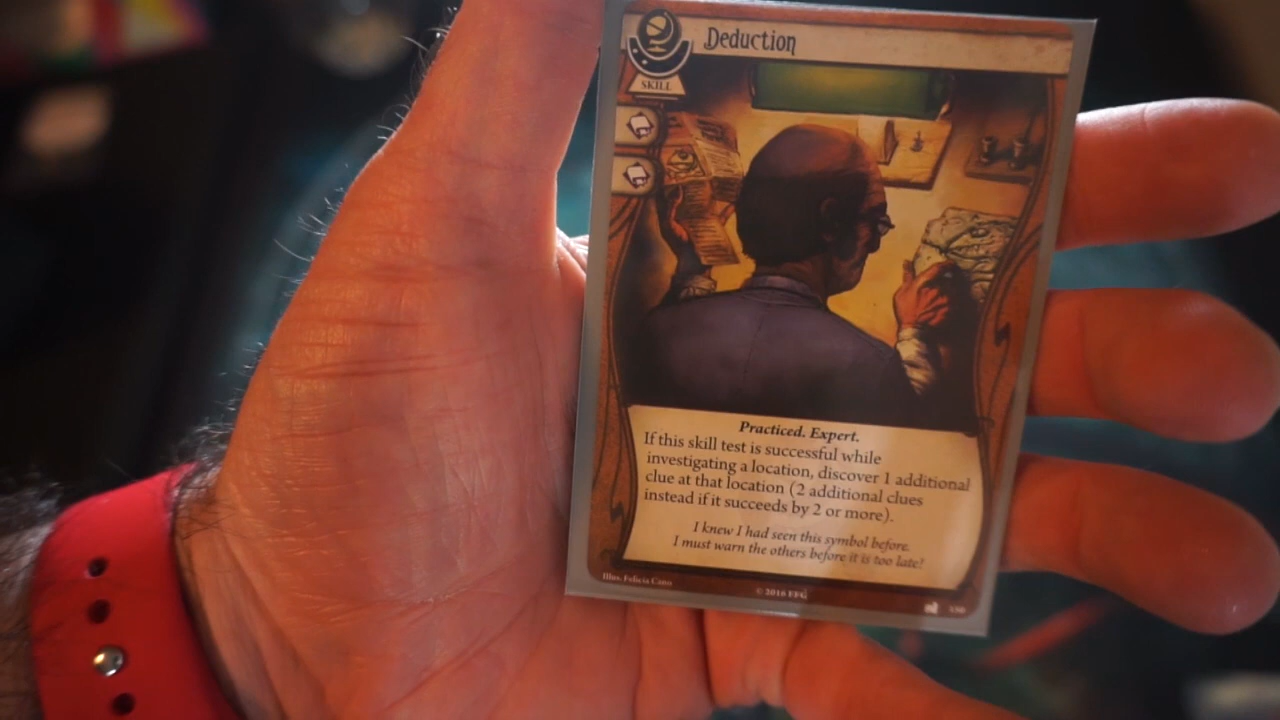 Deduction
SKILL
Practiced. Expert.
If this skill test is successful while
investigating a location, discover 1 additional
clue at that location (2 additional clues
instead if it succeeds by 2 or more).
I knew I had seen this symbol before.
I must warn the others before it is too late!
Illus. Felicia Cano
© 2016 FFG